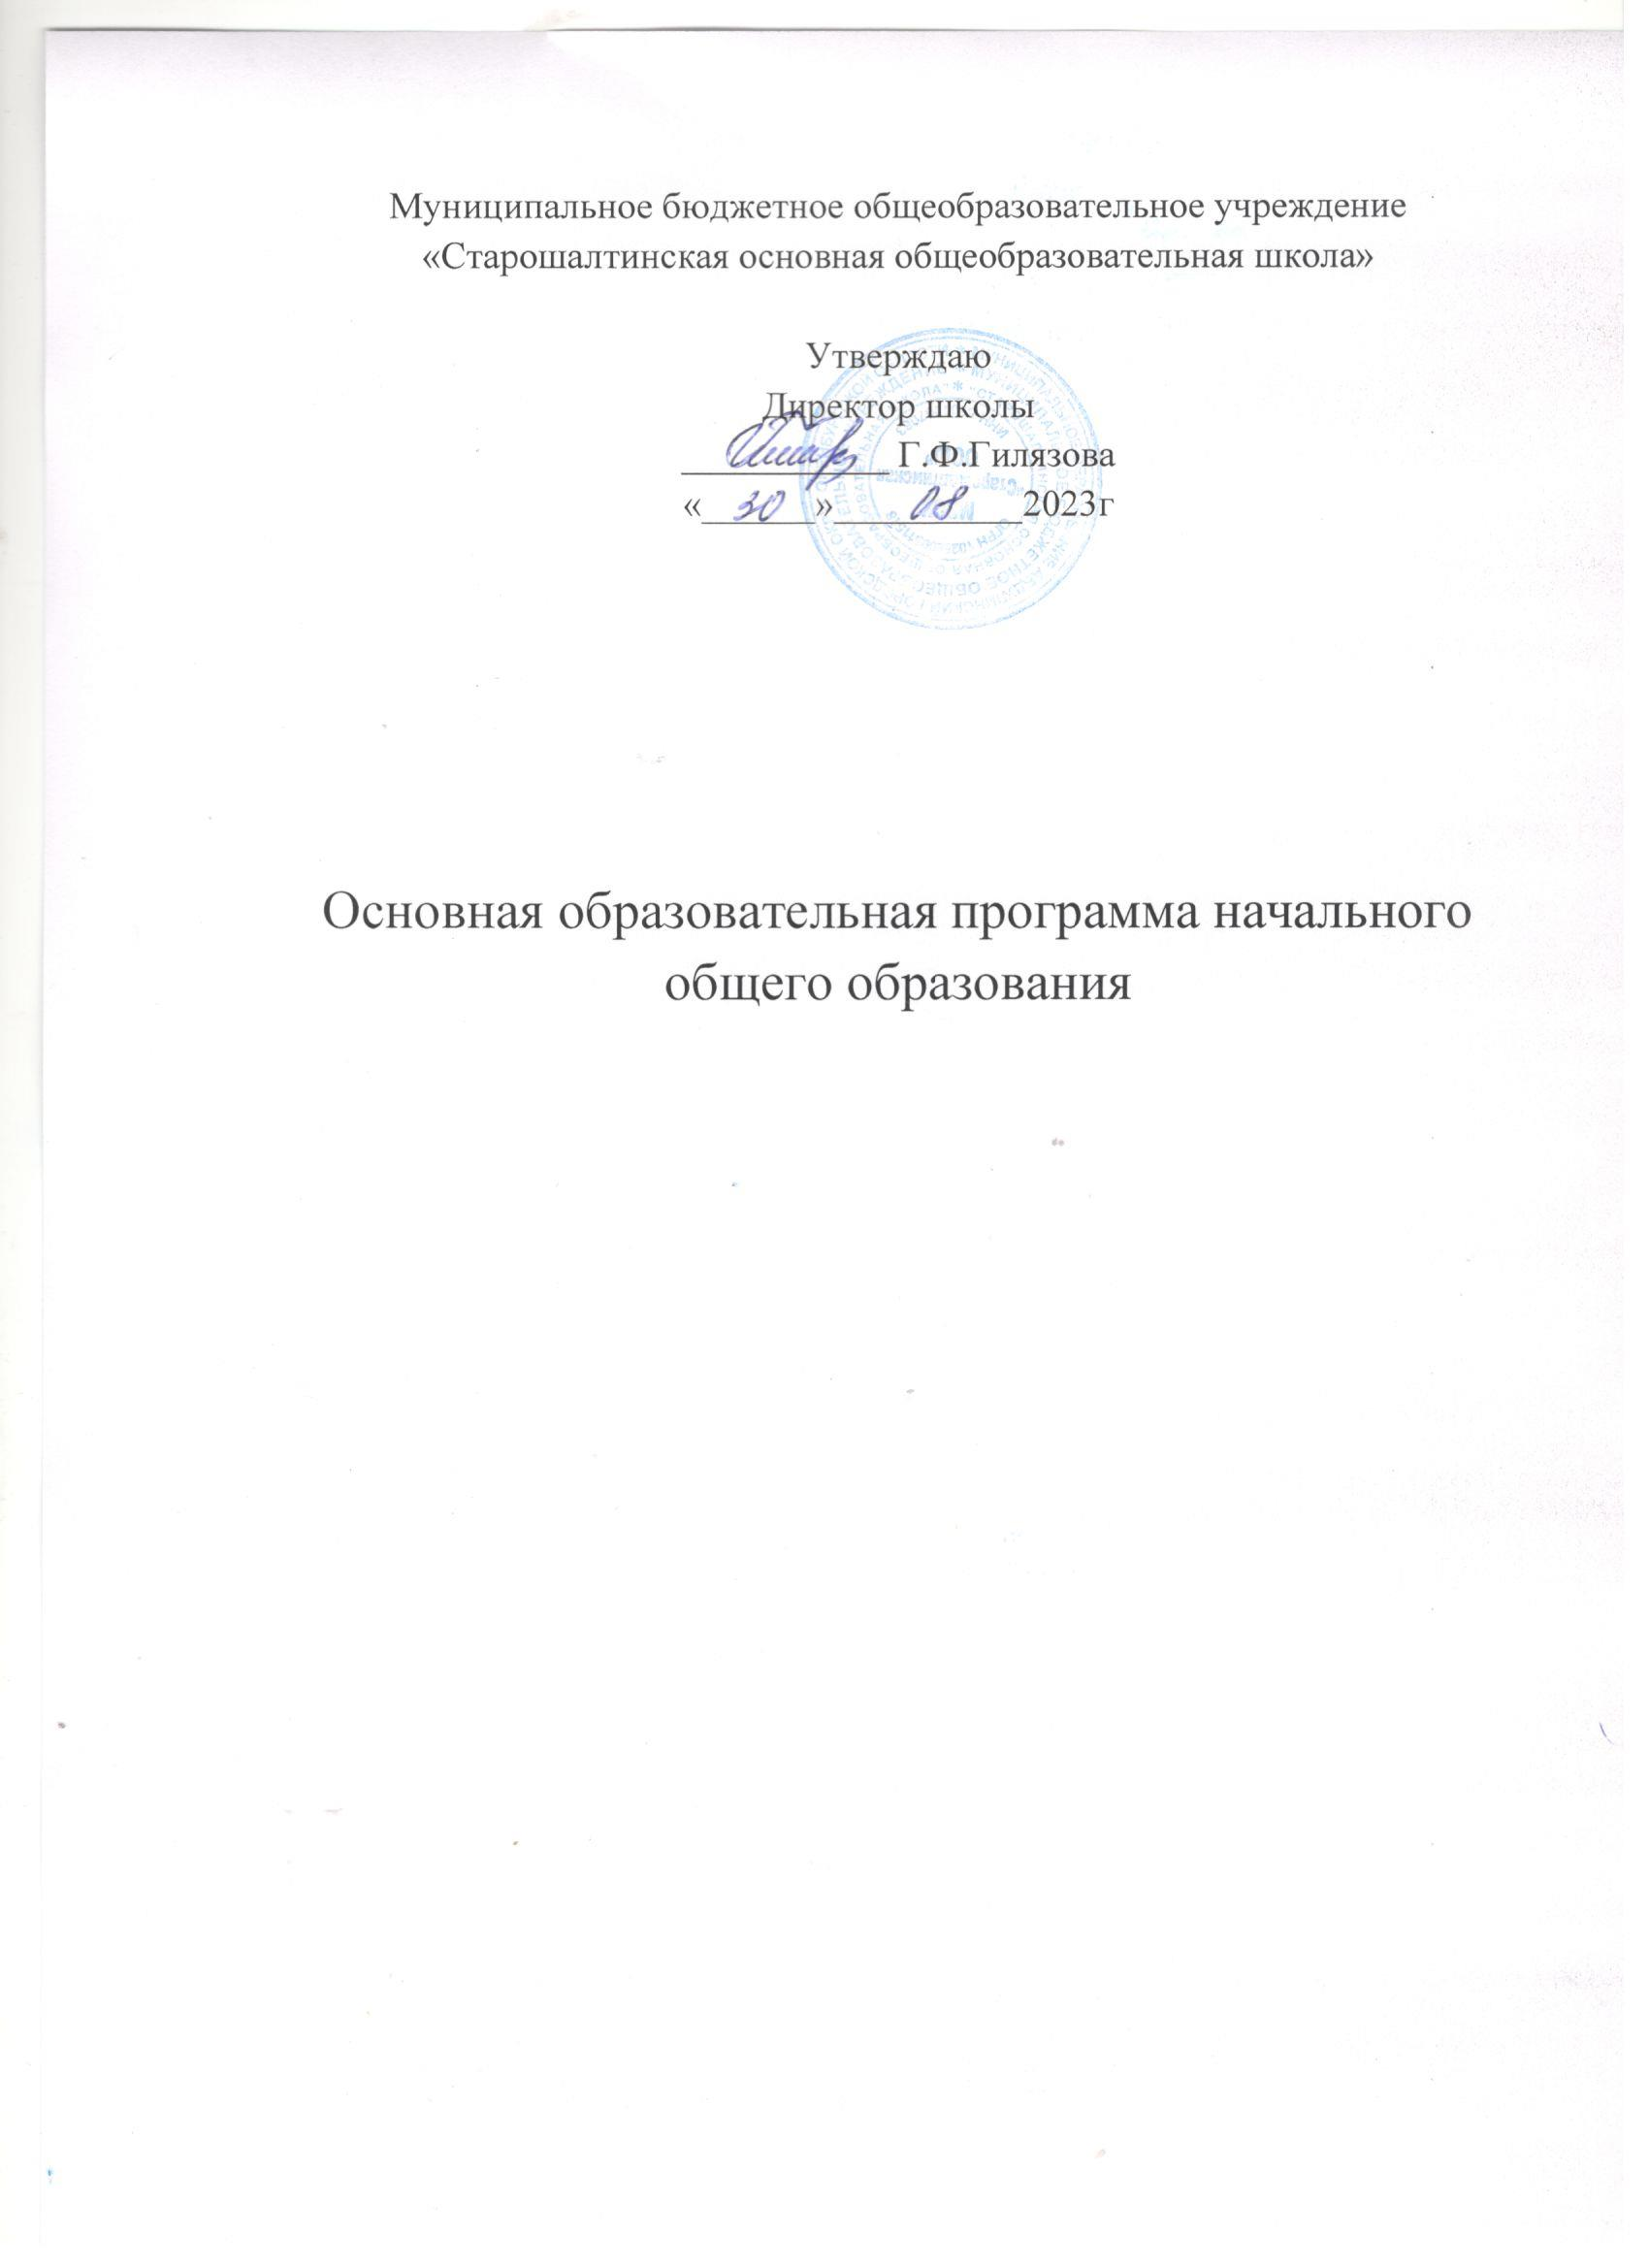 Муниципальное бюджетное общеобразовательное учреждение
«Старошалтинская основная общеобразовательная школа»
Утверждаю
Директор школы
Г.Ф.Гилязова
«30» 08 2023г
Основная образовательная программа начального
общего образования